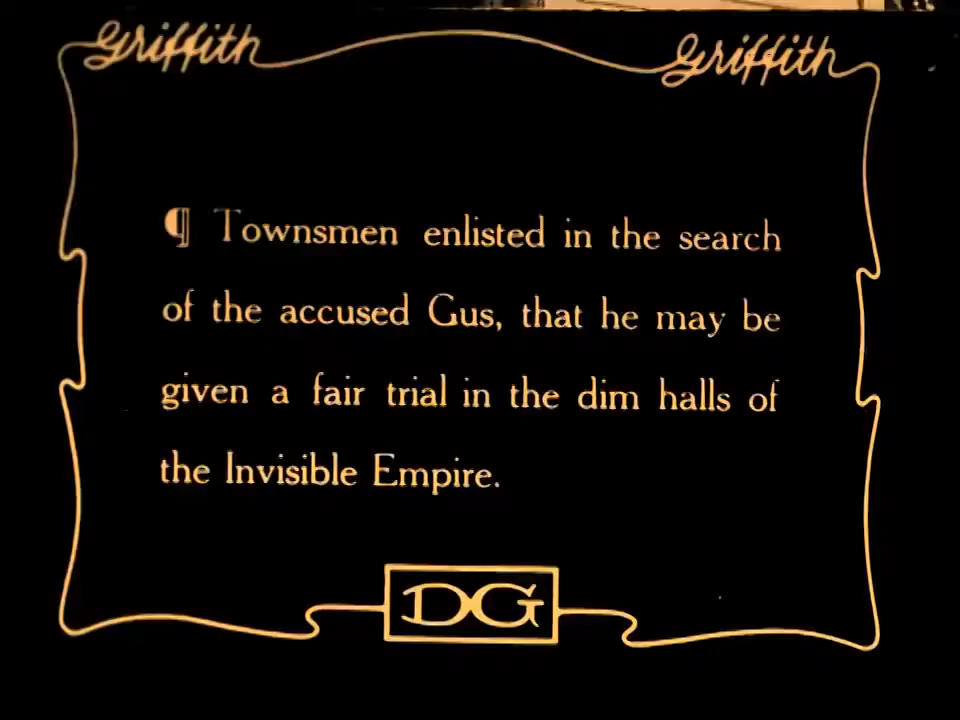 Griffith Griffith
¶ Townsmen enlisted in the search
of the accused Gus, that he may be
given a fair trial in the dim halls of
the Invisible Empire.
DG